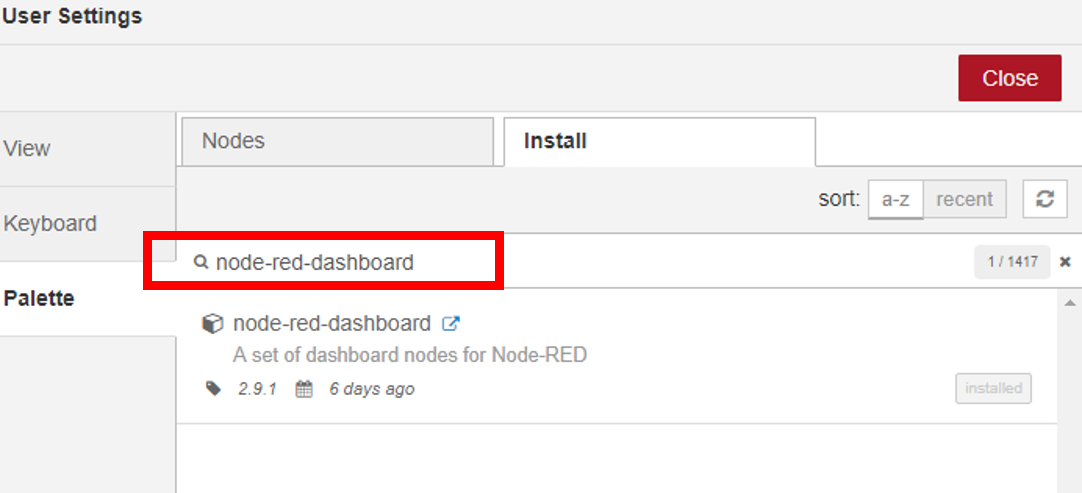 User Settings
Close
View
Nodes
Install
sort: a-z recent
Keyboard
node-red-dashboard
1 / 1417
Palette
node-red-dashboard
A set of dashboard nodes for Node-RED
2.9.1 6 days ago
installed